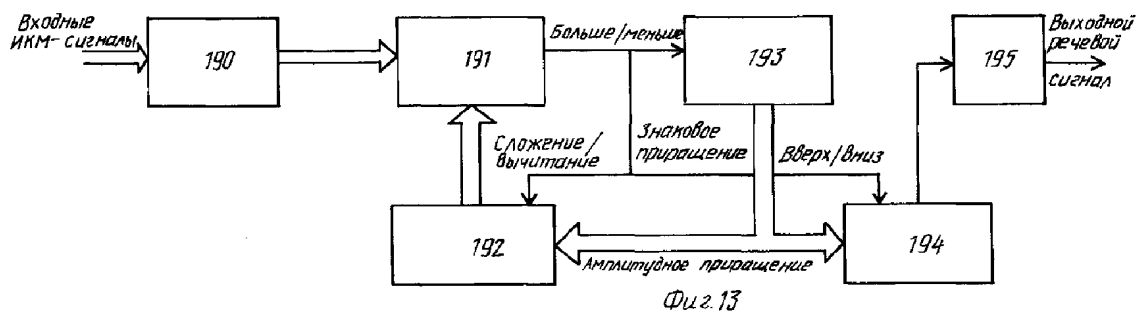 Входные
ИКМ-сигналы
190
191
Больше/меньше
193
Выходной
речевой
сигнал
195
Сложение/
вычитание
Знаковое
приращение
Вверх/вниз
192
194
Амплитудное приращение
Фиг.13